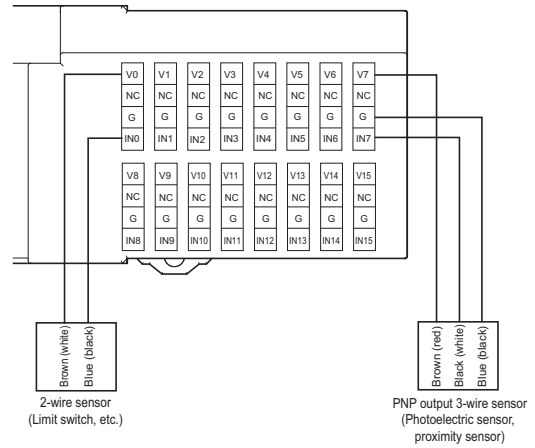 V0 V1 V2 V3 V4 V5 V6 V7
NC NC NC NC NC NC NC NC
G G G G G G G G
IN0 IN1 IN2 IN3 IN4 IN5 IN6 IN7
V8 V9 V10 V11 V12 V13 V14 V15
NC NC NC NC NC NC NC NC
G G G G G G G G
IN8 IN9 IN10 IN11 IN12 IN13 IN14 IN15
Brown (white)
Blue (black)
2-wire sensor
(Limit switch, etc.)
Brown (red)
Black (white)
Blue (black)
PNP output 3-wire sensor
(Photoelectric sensor,
proximity sensor)